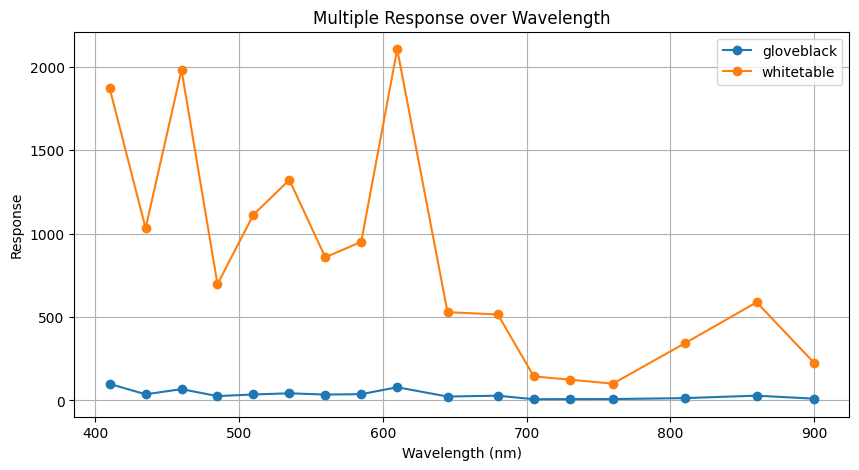 Multiple Response over Wavelength
gloveblack
whitetable
2000
1500
1000
500
0
Response
400
500
600
700
800
900
Wavelength (nm)